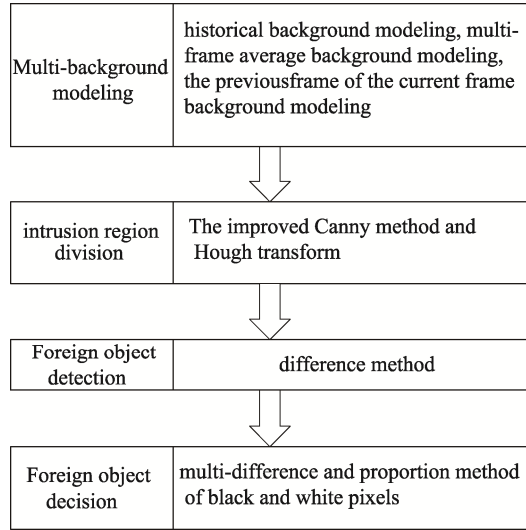 Multi-background
modeling
historical background modeling, multi-
frame average background modeling,
the previousframe of the current frame
background modeling
intrusion region
division
The improved Canny method and
Hough transform
Foreign object
detection
difference method
Foreign object
decision
multi-difference and proportion method
of black and white pixels